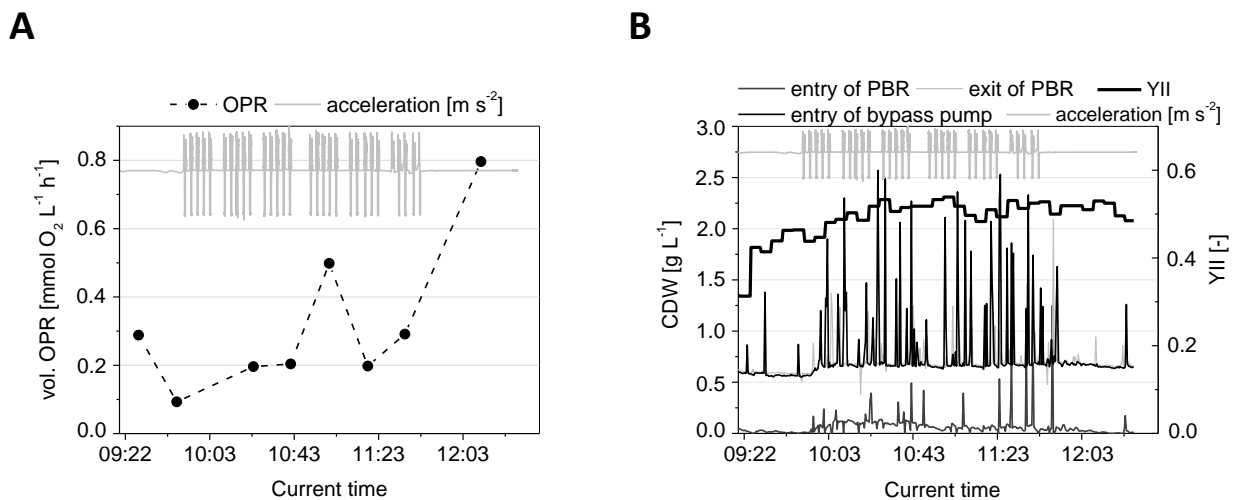 A
OPR acceleration [m s⁻²]
vol. OPR [mmol O₂ L⁻¹ h⁻¹]
0.8
0.6
0.4
0.2
0.0
09:22 10:03 10:43 11:23 12:03
Current time
B
entry of PBR exit of PBR YII
entry of bypass pump acceleration [m s⁻²]
CDW [g L⁻¹]
3.0
2.5
2.0
1.5
1.0
0.5
0.0
0.6
0.4
0.2
0.0
YII [-]
09:22 10:03 10:43 11:23 12:03
Current time